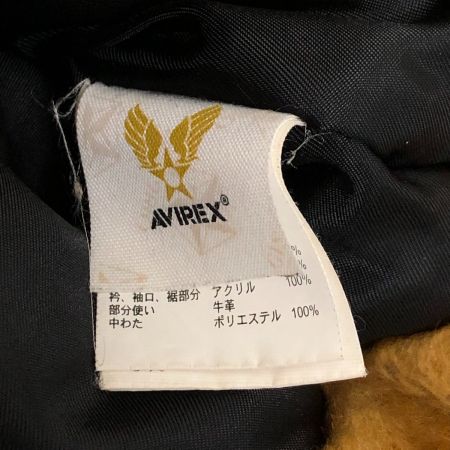 AVIREX®
%
%
衿、袖口、裾部分 アクリル 100%
部分使い 牛革
中わた ポリエステル 100%